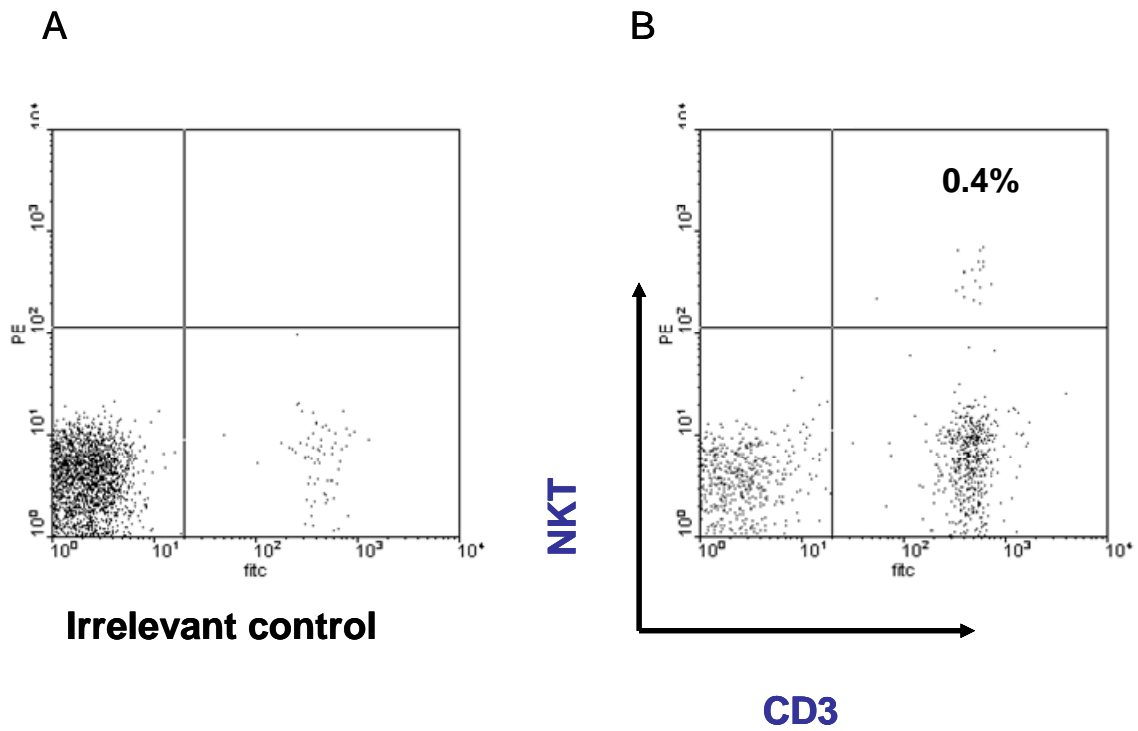 A
B
10⁴
10³
10²
10¹
10⁰
PE
10⁰ 10¹ 10² 10³ 10⁴
fitc
Irrelevant control
10⁴
10³
10²
10¹
10⁰
PE
0.4%
10⁰ 10¹ 10² 10³ 10⁴
fitc
NKT
CD3